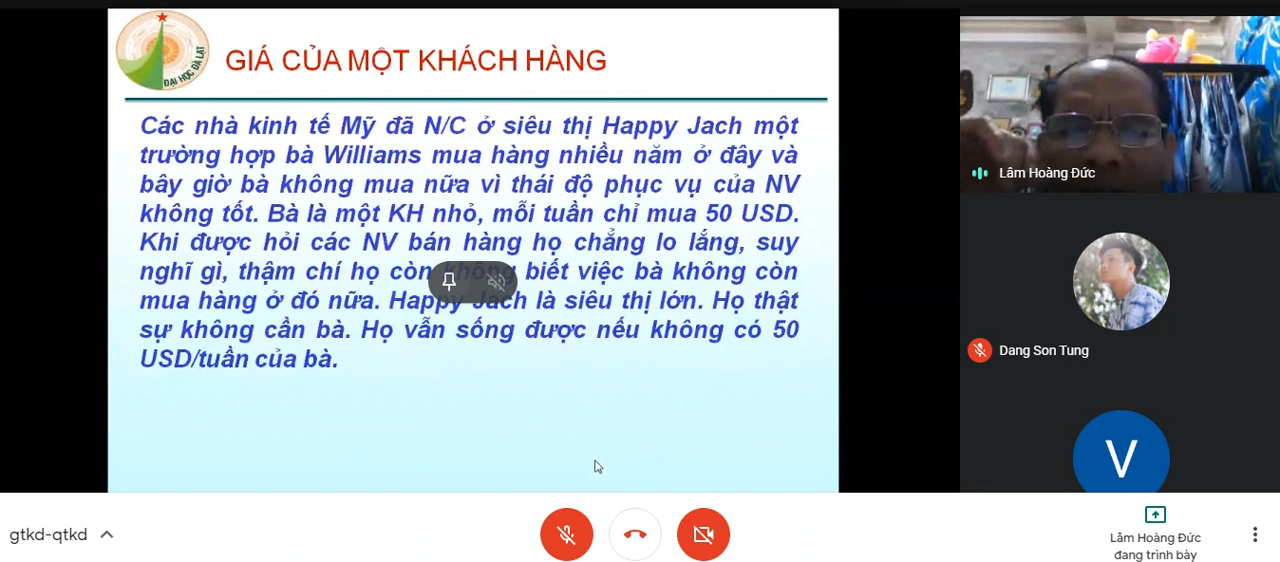 ĐẠI HỌC ĐÀ LẠT
GIÁ CỦA MỘT KHÁCH HÀNG
Các nhà kinh tế Mỹ đã N/C ở siêu thị Happy Jach một
trường hợp bà Williams mua hàng nhiều năm ở đây và
bây giờ bà không mua nữa vì thái độ phục vụ của NV
không tốt. Bà là một KH nhỏ, mỗi tuần chỉ mua 50 USD.
Khi được hỏi các NV bán hàng họ chẳng lo lắng, suy
nghĩ gì, thậm chí họ còn không biết việc bà không còn
mua hàng ở đó nữa. Happy Jach là siêu thị lớn. Họ thật
sự không cần bà. Họ vẫn sống được nếu không có 50
USD/tuần của bà.
Lâm Hoàng Đức
Dang Son Tung
V
gtkd-qtkd
Lâm Hoàng Đức
đang trình bày